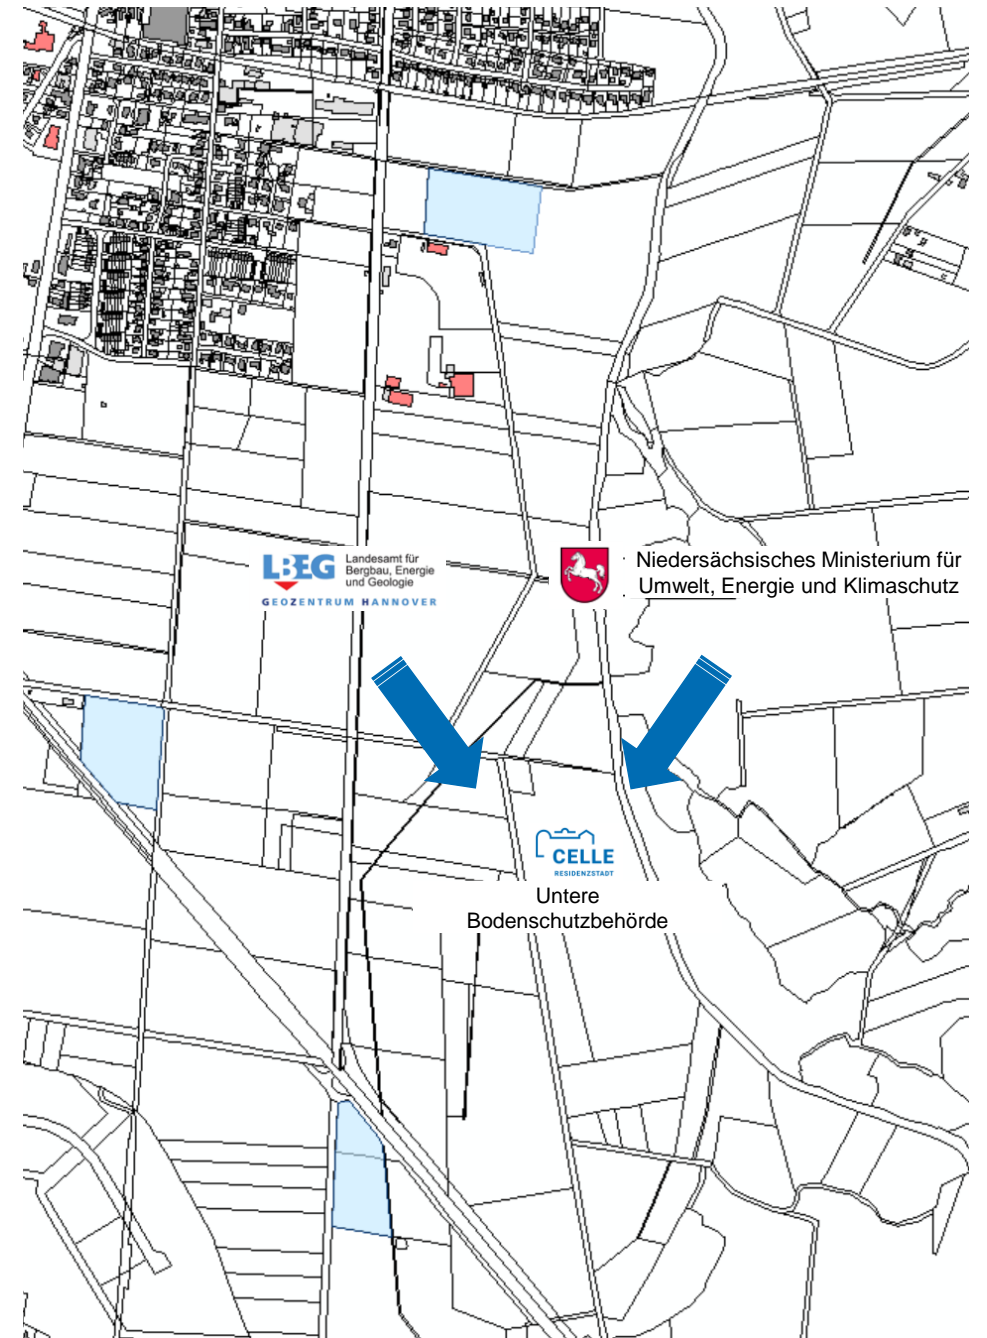 LBEG
Landesamt für
Bergbau, Energie
und Geologie
GEOZENTRUM HANNOVER
Niedersächsisches Ministerium für
Umwelt, Energie und Klimaschutz
CELLE
RESIDENZSTADT
Untere
Bodenschutzbehörde